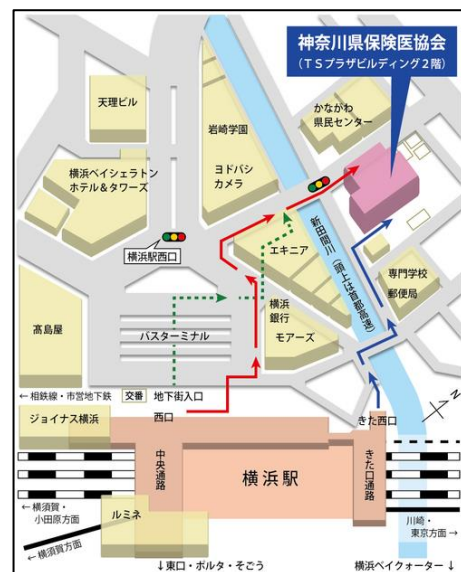 神奈川県保険医協会
(TSプラザビルディング2階)
天理ビル
岩崎学園
かながわ
県民センター
横浜ベイシェラトン
ホテル&タワーズ
ヨドバシ
カメラ
横浜駅西口
エキニア
新田間川(頭上は首都高速)
専門学校
郵便局
髙島屋
バスターミナル
横浜
銀行
モアーズ
←相鉄線・市営地下鉄
交番
地下街入口
西口
きた西口
ジョイナス横浜
中央通路
横浜駅
きた口通路
←横須賀・
小田原方面
ルミネ
川崎・
東京方面→
←横須賀方面
↓東口・ポルタ・そごう
横浜ベイクォーター↓
N